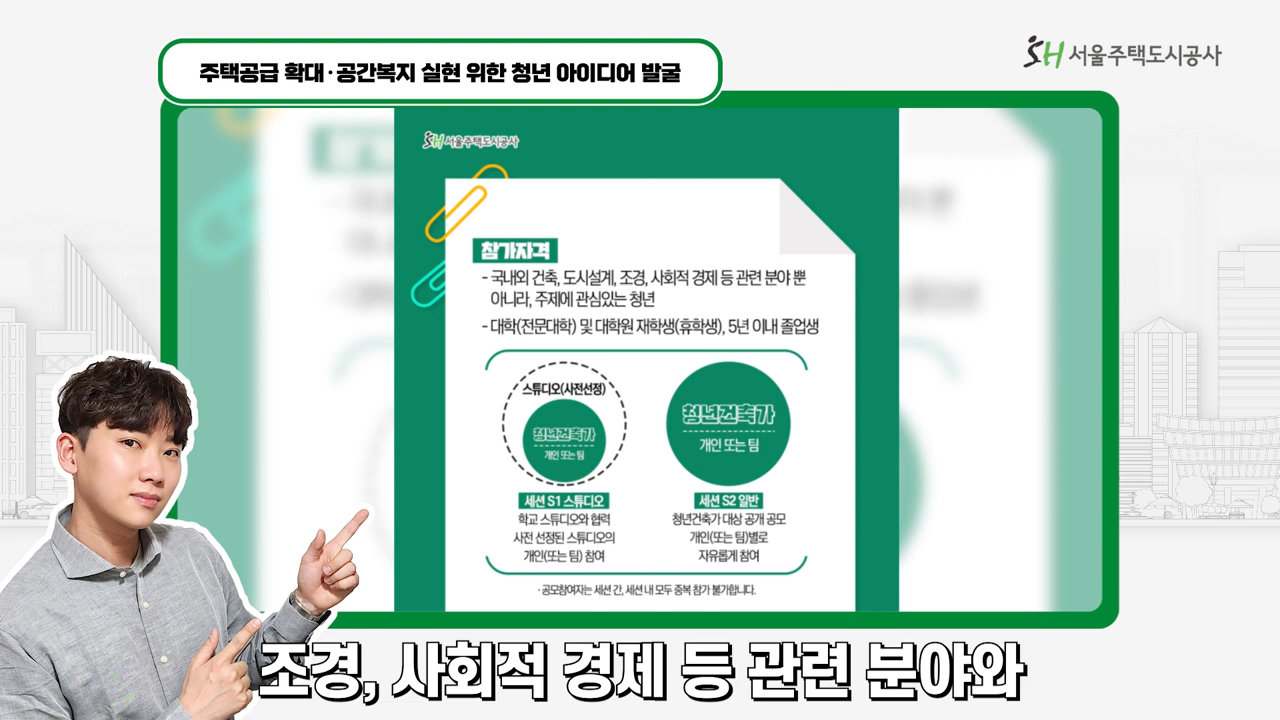 주택공급 확대·공간복지 실현 위한 청년 아이디어 발굴
SH 서울주택도시공사
SH 서울주택도시공사
참가자격
- 국내외 건축, 도시설계, 조경, 사회적 경제 등 관련 분야 뿐
아니라, 주제에 관심있는 청년
- 대학(전문대학) 및 대학원 재학생(휴학생), 5년 이내 졸업생
스튜디오(사전선정)
청년건축가
개인 또는 팀
세션 S1 스튜디오
학교 스튜디오와 협력
사전 선정된 스튜디오의
개인(또는 팀) 참여
청년건축가
개인 또는 팀
세션 S2 일반
청년건축가 대상 공개 공모
개인(또는 팀)별로
자유롭게 참여
· 공모참여자는 세션 간, 세션 내 모두 중복 참가 불가합니다.
조경, 사회적 경제 등 관련 분야와